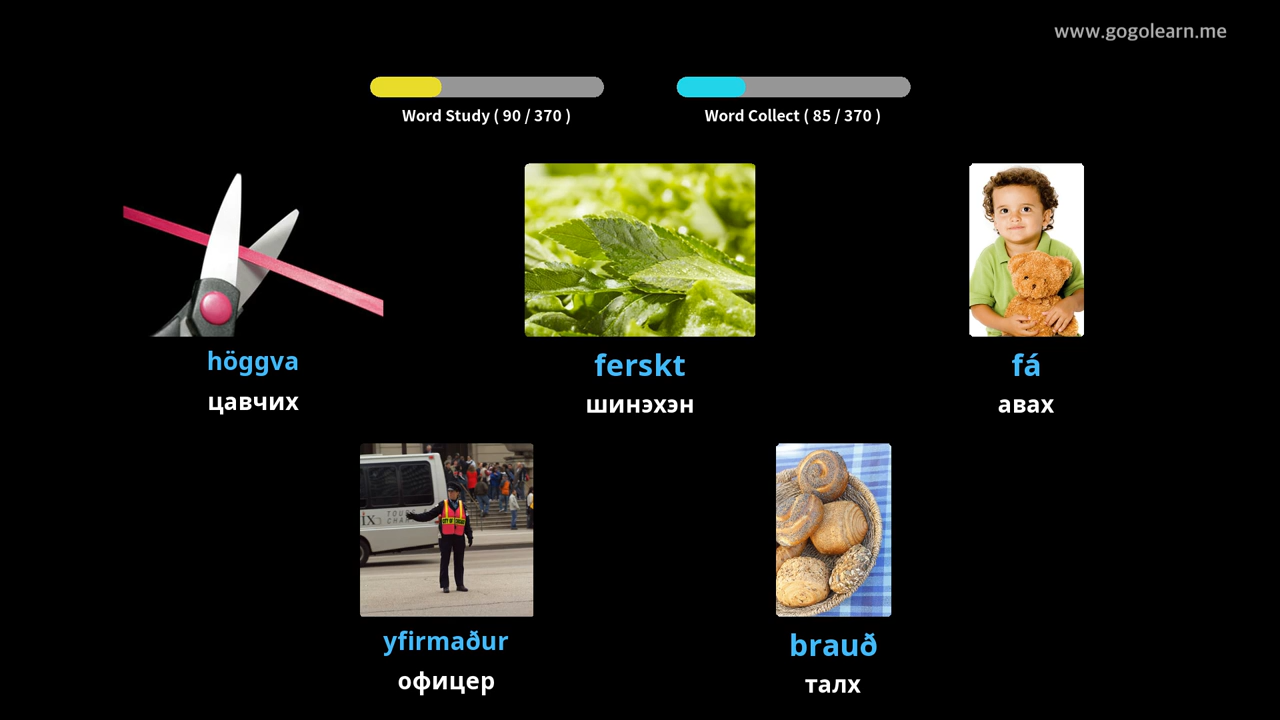 www.gogolearn.me
Word Study ( 90 / 370 )
Word Collect ( 85 / 370 )
höggva
цавчих
ferskt
шинэхэн
fá
авах
yfirmaður
офицер
brauð
талх